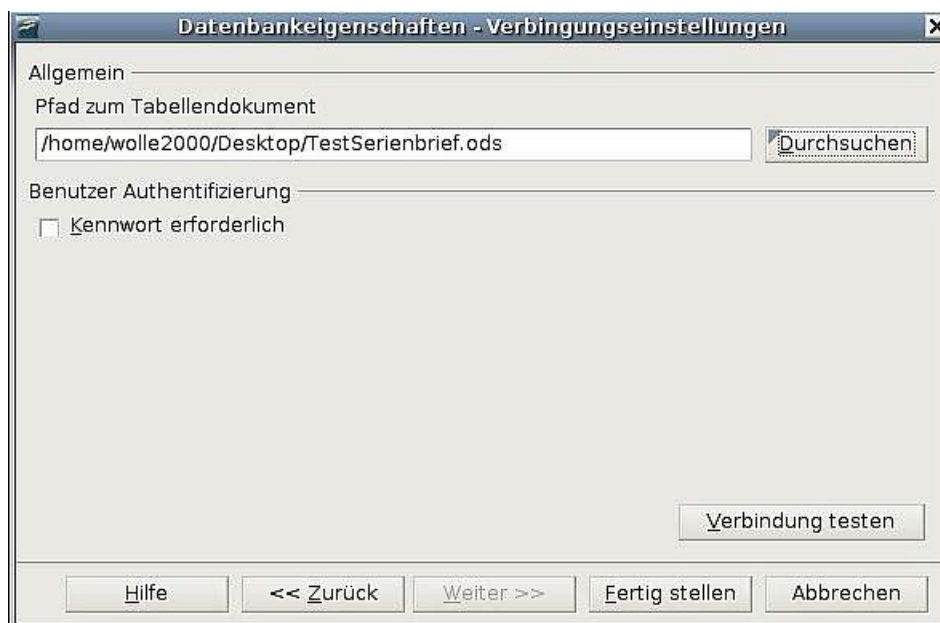 Datenbankeigenschaften - Verbingungseinstellungen
Allgemein
Pfad zum Tabellendokument
/home/wolle2000/Desktop/TestSerienbrief.ods
Durchsuchen
Benutzer Authentifizierung
Kennwort erforderlich
Verbindung testen
Hilfe
<< Zurück
Weiter >>
Fertig stellen
Abbrechen